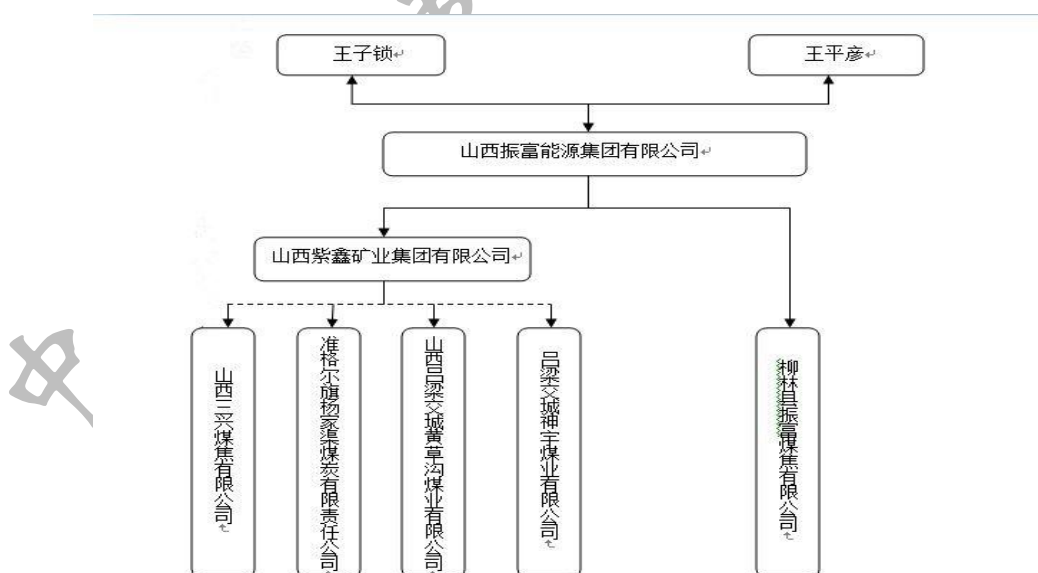 王子锁
王平彦
山西振富能源集团有限公司
山西紫鑫矿业集团有限公司
山西三兴煤焦有限公司
准格尔旗杨家渠煤炭有限责任公司
山西吕梁交城黄草沟煤业有限公司
吕梁交城神宇煤业有限公司
柳林县振富煤焦有限公司
中